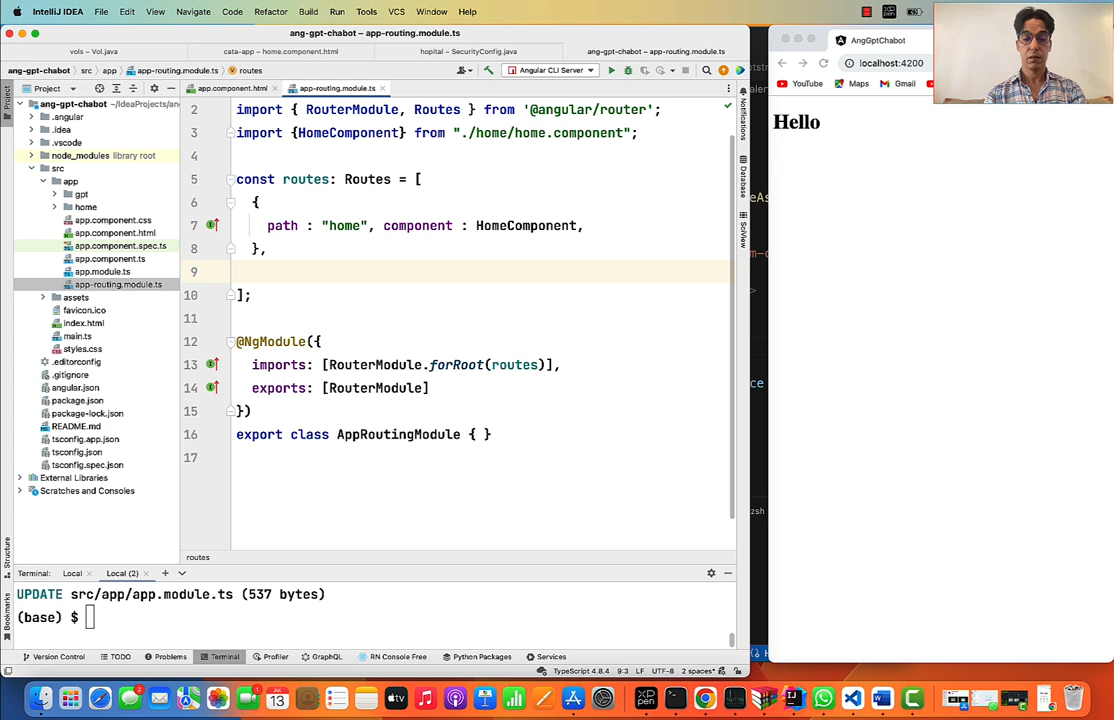 IntelliJ IDEA File Edit View Navigate Code Refactor Build Run Tools VCS Window Help
ang-gpt-chabot – app-routing.module.ts
vols – Vol.java
cata-app – home.component.html
hopital – SecurityConfig.java
ang-gpt-chabot – app-routing.module.ts
AngGptChabot
ang-gpt-chabot src app app-routing.module.ts routes
Angular CLI Server
localhost:4200
YouTube Maps Gmail
Project
app.component.html app-routing.module.ts
ang-gpt-chabot ~/IdeaProjects/an
.angular
.idea
.vscode
node_modules library root
src
app
gpt
home
app.component.css
app.component.html
app.component.spec.ts
app.component.ts
app.module.ts
app-routing.module.ts
assets
favicon.ico
index.html
main.ts
styles.css
.editorconfig
.gitignore
angular.json
package.json
package-lock.json
README.md
tsconfig.app.json
tsconfig.json
tsconfig.spec.json
External Libraries
Scratches and Consoles
2 import { RouterModule, Routes } from '@angular/router';
3 import {HomeComponent} from "./home/home.component";
4
5 const routes: Routes = [
6 {
7 path : "home", component : HomeComponent,
8 },
9
10 ];
11
12 @NgModule({
13 imports: [RouterModule.forRoot(routes)],
14 exports: [RouterModule]
15 })
16 export class AppRoutingModule { }
17
routes
Project
Structure
Bookmarks
Notifications
Database
SciView
Hello
ce
zsh
Terminal: Local Local (2)
UPDATE src/app/app.module.ts (537 bytes)
(base) $
Version Control TODO Problems Terminal Profiler GraphQL RN Console Free Python Packages Services
TypeScript 4.8.4 9:3 LF UTF-8 2 spaces*